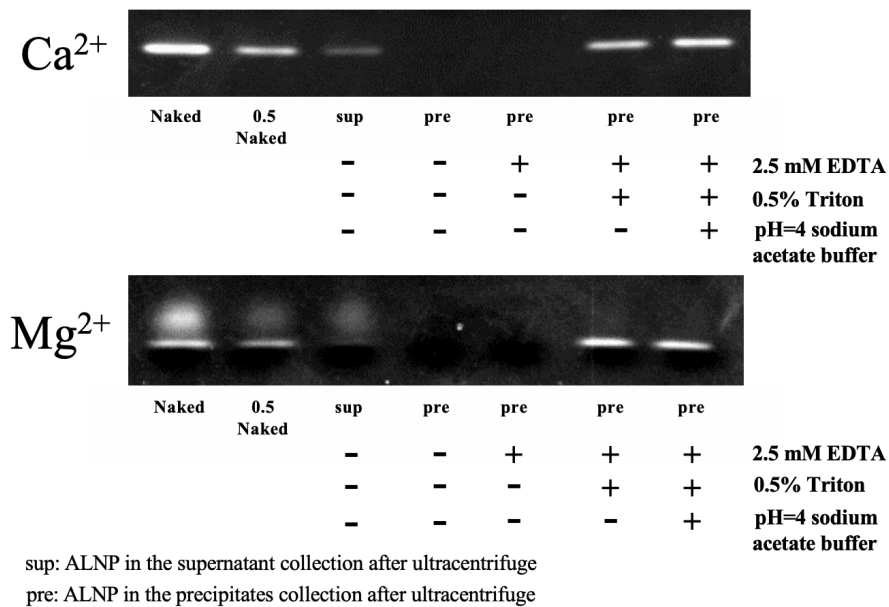 Ca2+
Naked 0.5 Naked sup pre pre pre pre
- - + + + 2.5 mM EDTA
- - - + + 0.5% Triton
- - - - + pH=4 sodium acetate buffer
Mg2+
Naked 0.5 Naked sup pre pre pre pre
- - + + + 2.5 mM EDTA
- - - + + 0.5% Triton
- - - - + pH=4 sodium acetate buffer
sup: ALNP in the supernatant collection after ultracentrifuge
pre: ALNP in the precipitates collection after ultracentrifuge